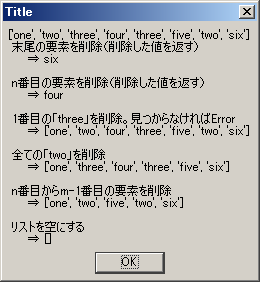 Title
['one', 'two', 'three', 'four', 'three', 'five', 'two', 'six']
末尾の要素を削除(削除した値を返す)
⇒ six
n番目の要素を削除(削除した値を返す)
⇒ four
1番目の「three」を削除。見つからなければError
⇒ ['one', 'two', 'four', 'three', 'five', 'two', 'six']
全ての「two」を削除
⇒ ['one', 'three', 'four', 'three', 'five', 'six']
n番目からm-1番目の要素を削除
⇒ ['one', 'two', 'five', 'two', 'six']
リストを空にする
⇒ []
OK